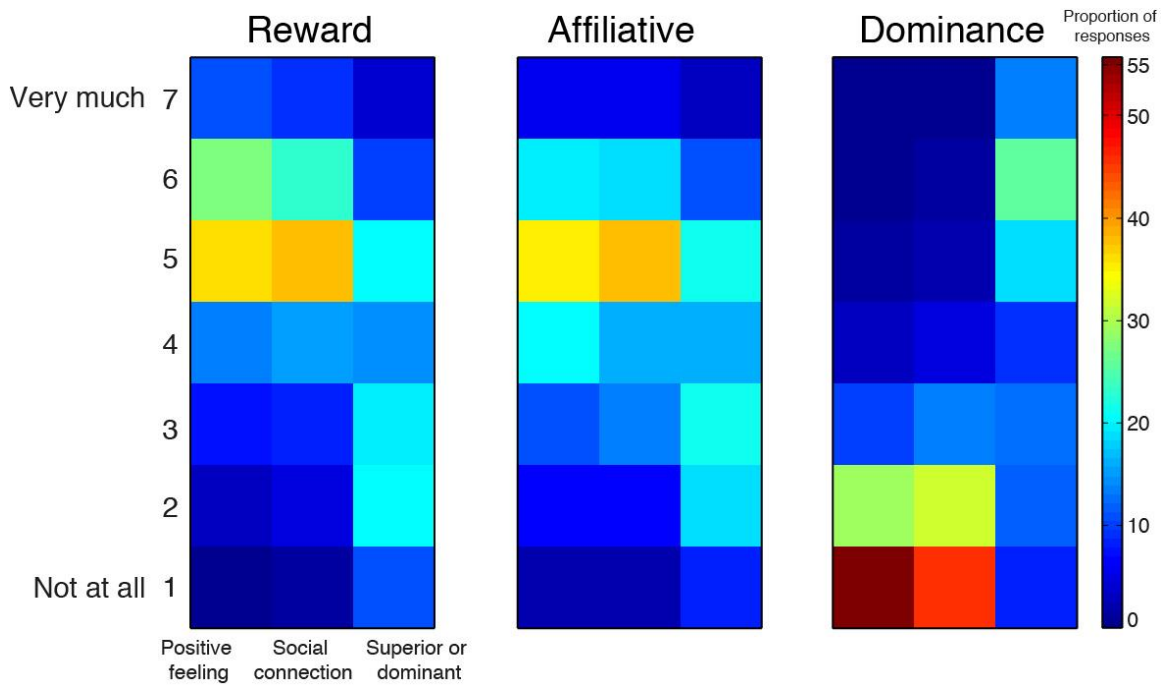 Reward
Affiliative
Dominance
Proportion of
responses
Very much 7
6
5
4
3
2
Not at all 1
55
40
30
20
10
0
Positive
feeling
Social
connection
Superior or
dominant